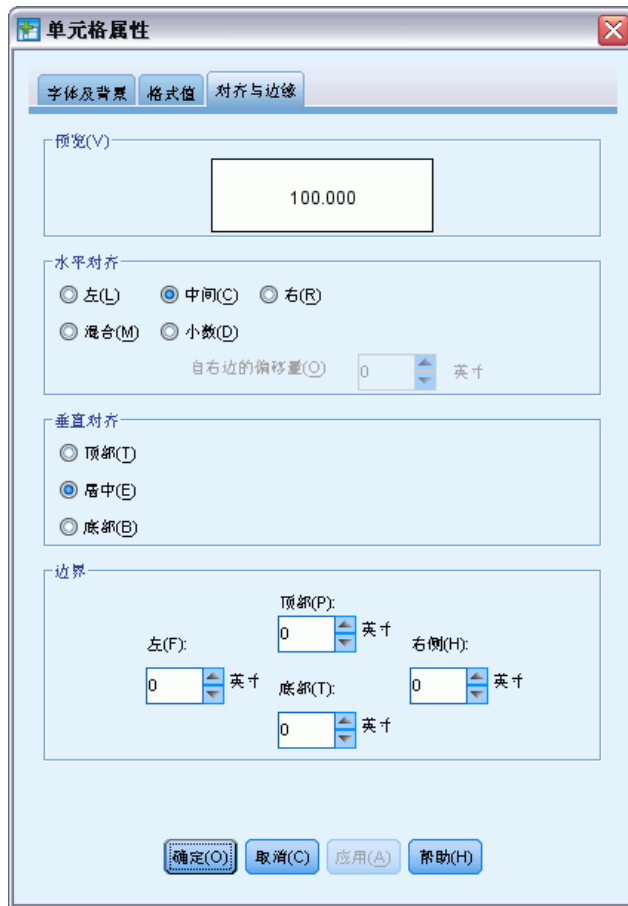 单元格属性
字体及背景 格式值 对齐与边缘
预览(V)
100.000
水平对齐
左(L) 中间(C) 右(R)
混合(M) 小数(D)
自右边的偏移量(O) 0 英寸
垂直对齐
顶部(T)
居中(E)
底部(B)
边界
顶部(P):
0 英寸
左(F): 右侧(H):
0 英寸 0 英寸
底部(T):
0 英寸
确定(O) 取消(C) 应用(A) 帮助(H)